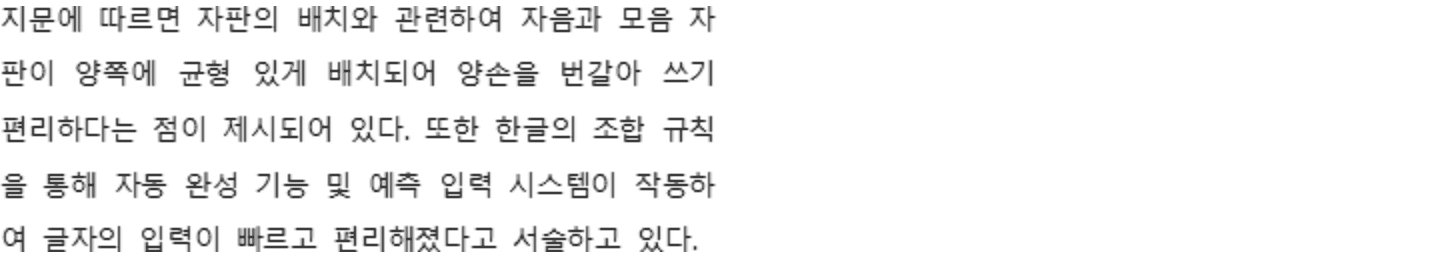 지문에 따르면 자판의 배치와 관련하여 자음과 모음 자
판이 양쪽에 균형 있게 배치되어 양손을 번갈아 쓰기
편리하다는 점이 제시되어 있다. 또한 한글의 조합 규칙
을 통해 자동 완성 기능 및 예측 입력 시스템이 작동하
여 글자의 입력이 빠르고 편리해졌다고 서술하고 있다.